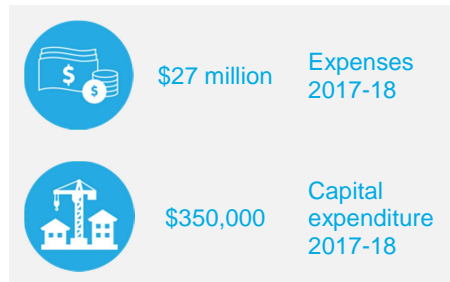 $
$
$27 million
Expenses
2017-18
$350,000
Capital
expenditure
2017-18